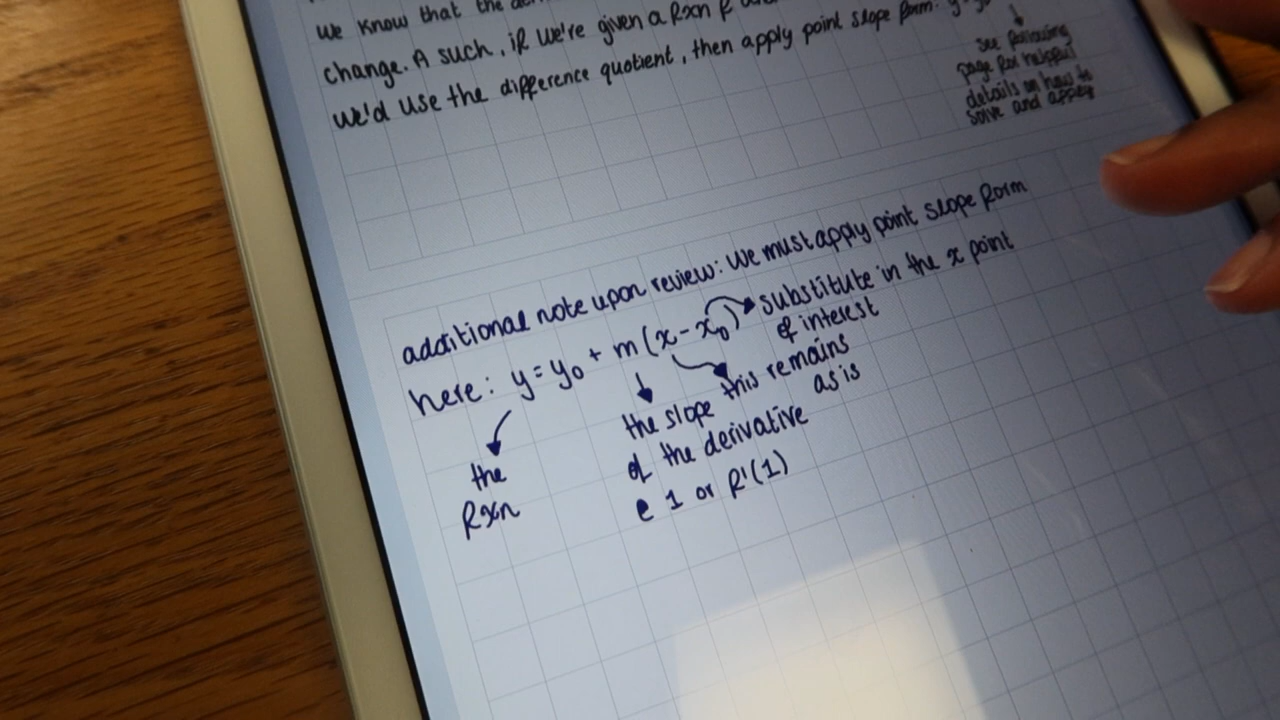 We know that the
change. A such, if we're given a fxn f
we'd use the difference quotient, then apply point slope form:
see following
page for helpful
details on how to
solve and apply
additional note upon review: We must apply point slope form
here: y = y₀ + m(x-x₀) substitute in the x point
of interest
the slope this remains
as is
of the derivative
the
fxn
@ 1 or f'(1)